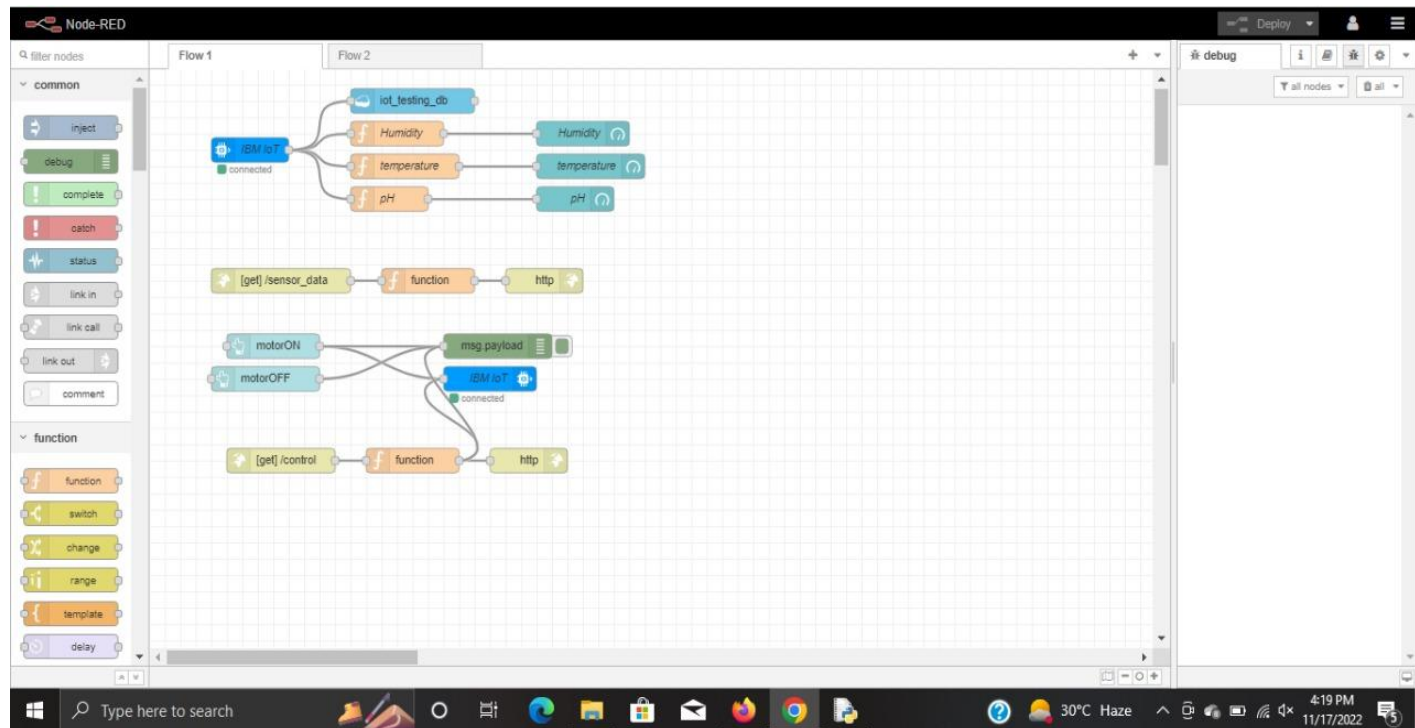 Node-RED
Deploy
filter nodes
Flow 1
Flow 2
debug
i
all nodes
all
common
inject
debug
complete
catch
status
link in
link call
link out
comment
function
function
switch
change
range
template
delay
iot_testing_db
IBM IoT
connected
Humidity
Humidity
temperature
temperature
pH
pH
[get] /sensor_data
function
http
motorON
msg.payload
motorOFF
IBM IoT
connected
[get] /control
function
http
Type here to search
30°C Haze
4:19 PM
11/17/2022
5